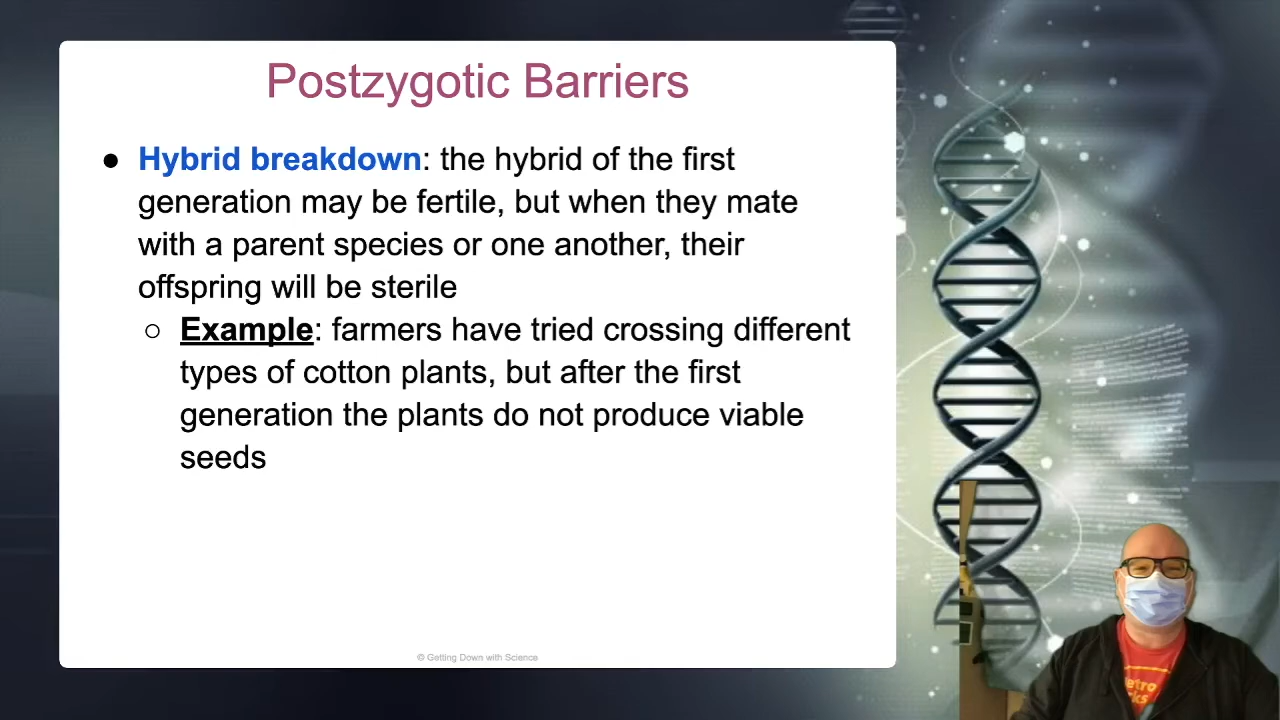 Postzygotic Barriers
● Hybrid breakdown: the hybrid of the first
generation may be fertile, but when they mate
with a parent species or one another, their
offspring will be sterile
○ Example: farmers have tried crossing different
types of cotton plants, but after the first
generation the plants do not produce viable
seeds
© Getting Down with Science